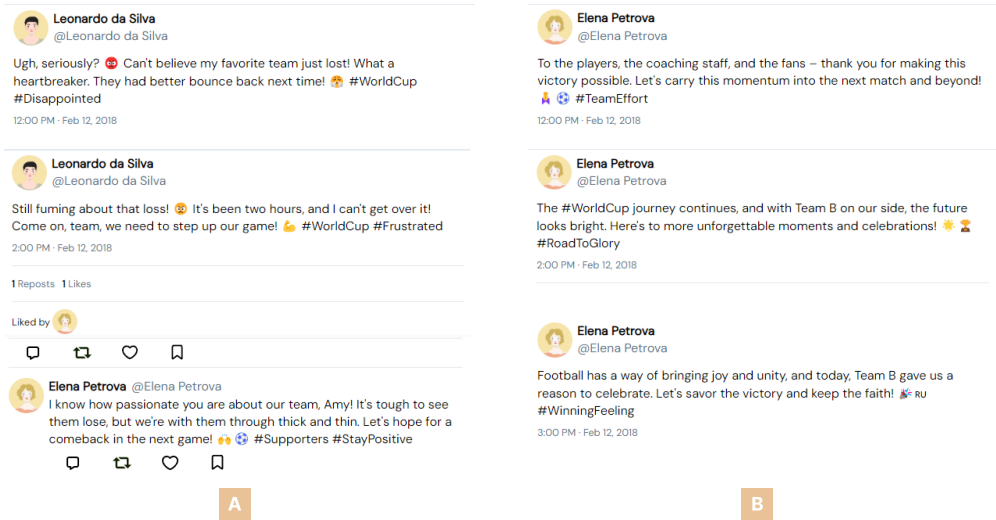 Leonardo da Silva
@Leonardo da Silva
Ugh, seriously? 😡 Can't believe my favorite team just lost! What a
heartbreaker. They had better bounce back next time! 😤 #WorldCup
#Disappointed
12:00 PM · Feb 12, 2018
Leonardo da Silva
@Leonardo da Silva
Still fuming about that loss! 😡 It's been two hours, and I can't get over it!
Come on, team, we need to step up our game! 💪 #WorldCup #Frustrated
2:00 PM · Feb 12, 2018
1 Reposts 1 Likes
Liked by
Elena Petrova @Elena Petrova
I know how passionate you are about our team, Amy! It's tough to see
them lose, but we're with them through thick and thin. Let's hope for a
comeback in the next game! 🙌 ⚽ #Supporters #StayPositive
A
Elena Petrova
@Elena Petrova
To the players, the coaching staff, and the fans – thank you for making this
victory possible. Let's carry this momentum into the next match and beyond!
⚽ #TeamEffort
12:00 PM · Feb 12, 2018
Elena Petrova
@Elena Petrova
The #WorldCup journey continues, and with Team B on our side, the future
looks bright. Here's to more unforgettable moments and celebrations! 🌟 🏆
#RoadToGlory
2:00 PM · Feb 12, 2018
Elena Petrova
@Elena Petrova
Football has a way of bringing joy and unity, and today, Team B gave us a
reason to celebrate. Let's savor the victory and keep the faith! 🎉 RU
#WinningFeeling
3:00 PM · Feb 12, 2018
B